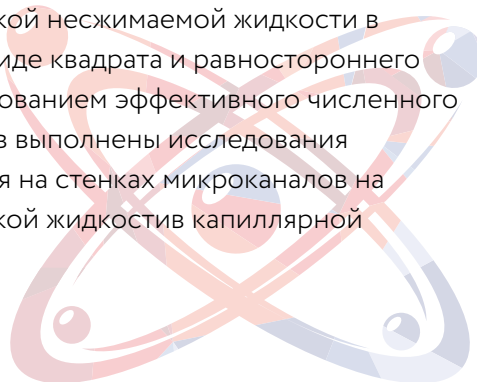 кой несжимаемой жидкости в
иде квадрата и равностороннего
ованием эффективного численного
в выполнены исследования
я на стенках микроканалов на
кой жидкостив капиллярной